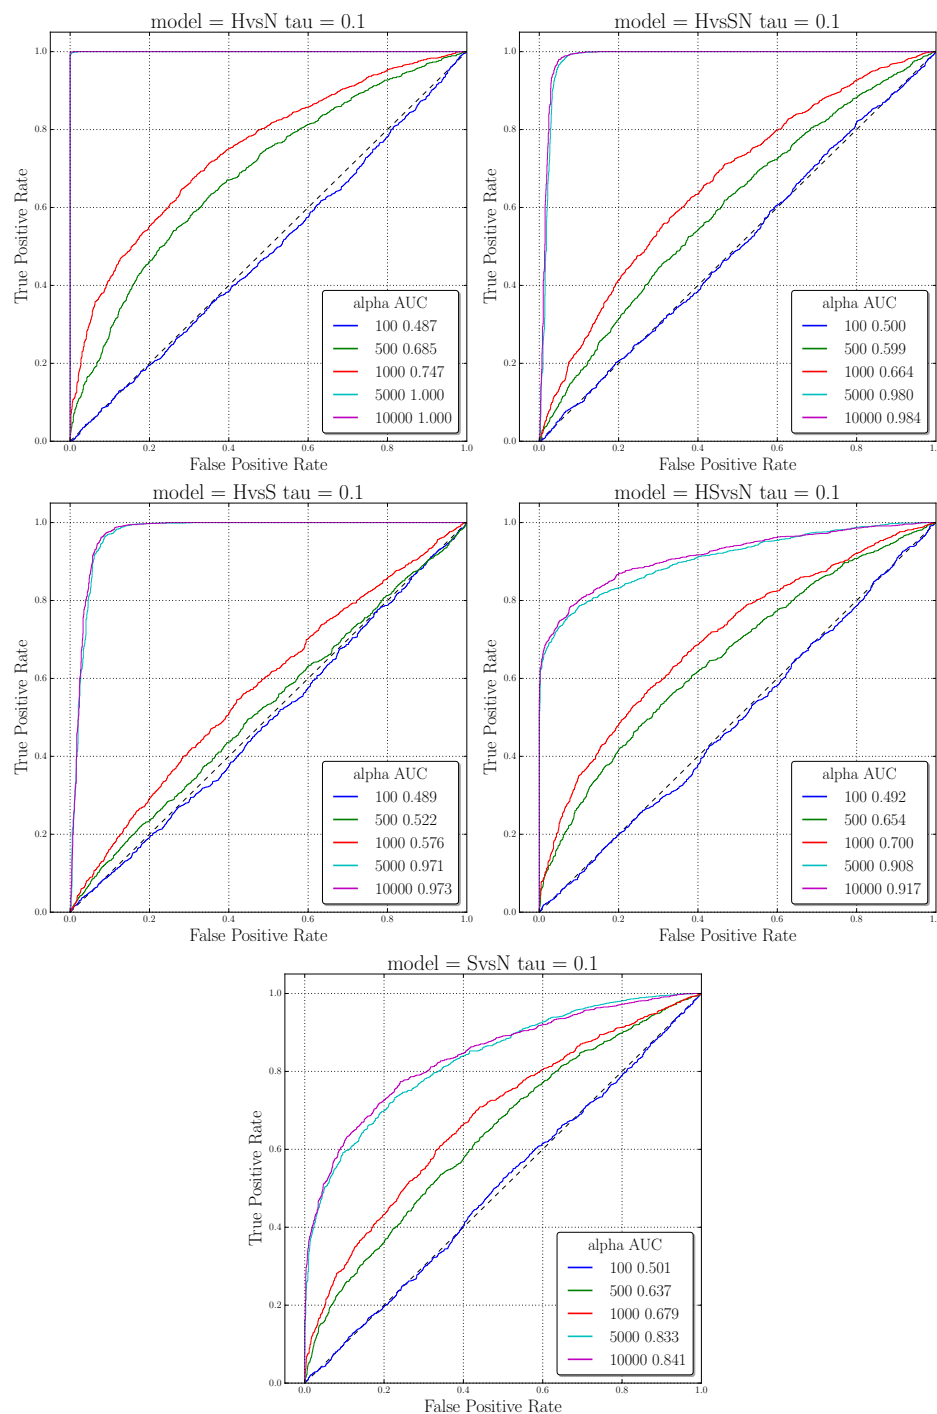 model = HvsN tau = 0.1
True Positive Rate
1.0
0.8
0.6
0.4
0.2
0.0
0.0 0.2 0.4 0.6 0.8 1.0
False Positive Rate
alpha AUC
100 0.487
500 0.685
1000 0.747
5000 1.000
10000 1.000
model = HvsSN tau = 0.1
True Positive Rate
1.0
0.8
0.6
0.4
0.2
0.0
0.0 0.2 0.4 0.6 0.8 1.0
False Positive Rate
alpha AUC
100 0.500
500 0.599
1000 0.664
5000 0.980
10000 0.984
model = HvsS tau = 0.1
True Positive Rate
1.0
0.8
0.6
0.4
0.2
0.0
0.0 0.2 0.4 0.6 0.8 1.0
False Positive Rate
alpha AUC
100 0.489
500 0.522
1000 0.576
5000 0.971
10000 0.973
model = HSvsN tau = 0.1
True Positive Rate
1.0
0.8
0.6
0.4
0.2
0.0
0.0 0.2 0.4 0.6 0.8 1.0
False Positive Rate
alpha AUC
100 0.492
500 0.654
1000 0.700
5000 0.908
10000 0.917
model = SvsN tau = 0.1
True Positive Rate
1.0
0.8
0.6
0.4
0.2
0.0
0.0 0.2 0.4 0.6 0.8 1.0
False Positive Rate
alpha AUC
100 0.501
500 0.637
1000 0.679
5000 0.833
10000 0.841